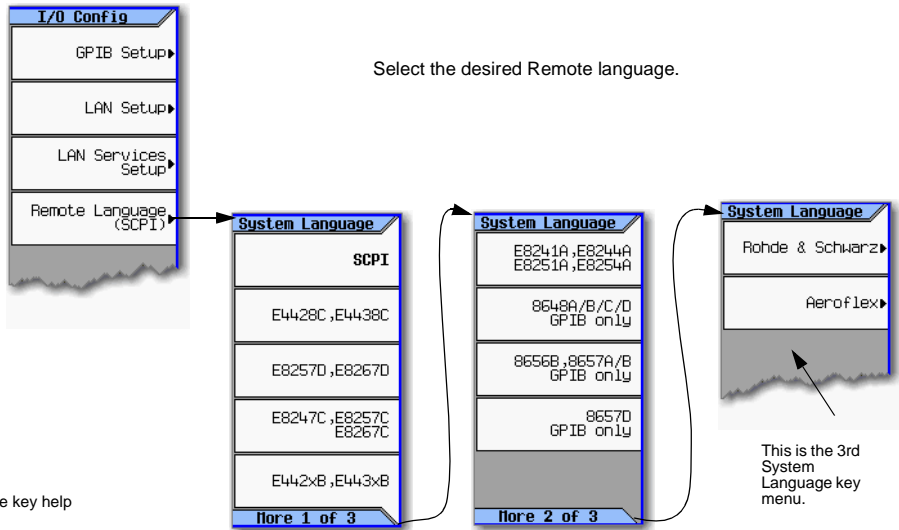 I/O Config
GPIB Setup
LAN Setup
LAN Services
Setup
Remote Language
(SCPI)
Select the desired Remote language.
System Language
SCPI
E4428C,E4438C
E8257D,E8267D
E8247C,E8257C
E8267C
E442xB,E443xB
More 1 of 3
System Language
E8241A,E8244A
E8251A,E8254A
8648A/B/C/D
GPIB only
8656B,8657A/B
GPIB only
8657D
GPIB only
More 2 of 3
System Language
Rohde & Schwarz
Aeroflex
This is the 3rd
System
Language key
menu.
e key help